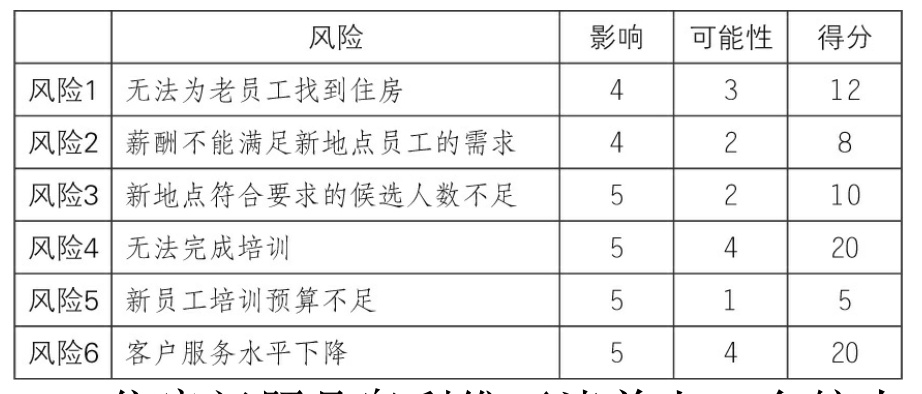 风险 影响 可能性 得分
风险1 无法为老员工找到住房 4 3 12
风险2 薪酬不能满足新地点员工的需求 4 2 8
风险3 新地点符合要求的候选人数不足 5 2 10
风险4 无法完成培训 5 4 20
风险5 新员工培训预算不足 5 1 5
风险6 客户服务水平下降 5 4 20